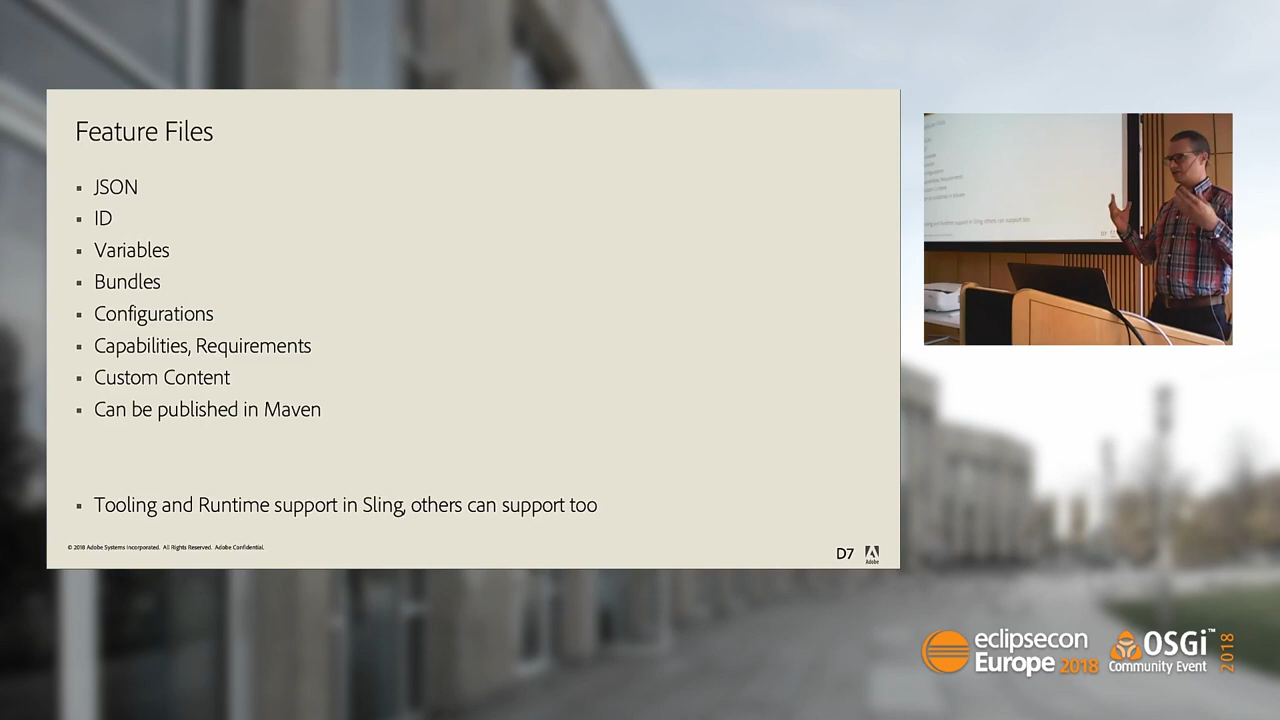 Feature Files
JSON
ID
Variables
Bundles
Configurations
Capabilities, Requirements
Custom Content
Can be published in Maven
Tooling and Runtime support in Sling, others can support too
© 2018 Adobe Systems Incorporated. All Rights Reserved. Adobe Confidential.
D7
Adobe
eclipsecon
Europe 2018
OSGi™
Community Event
2018